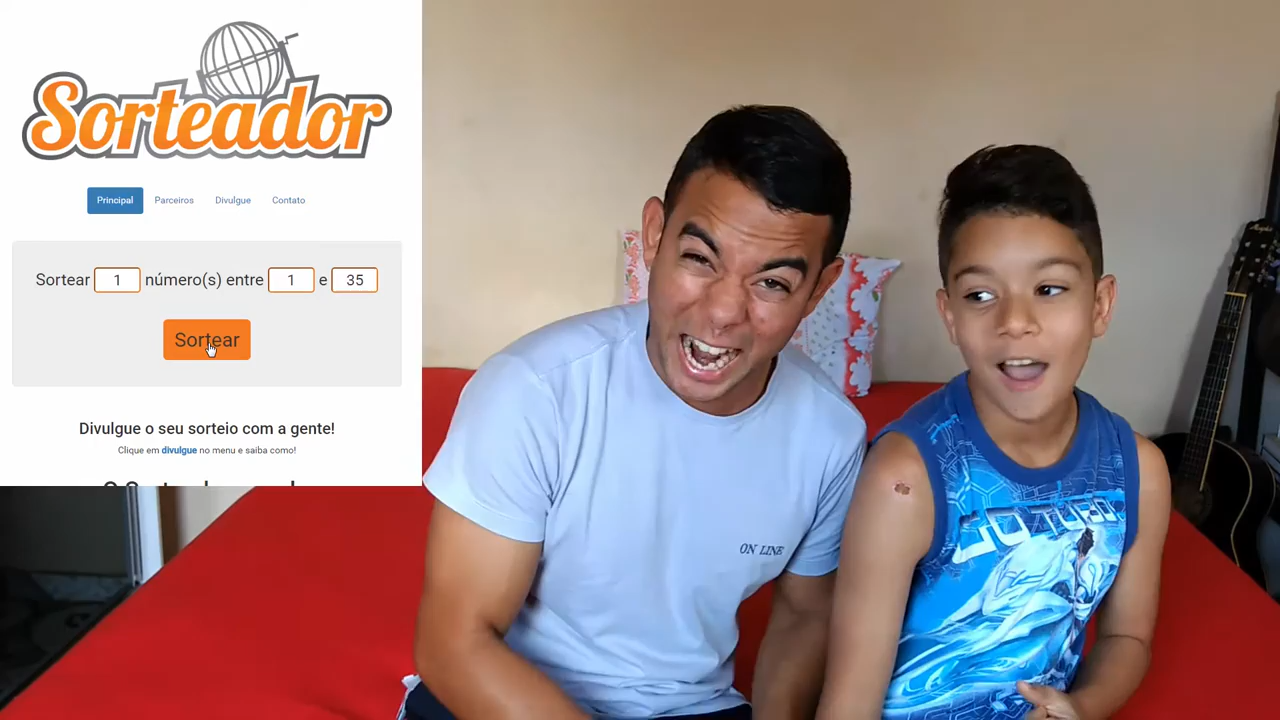 Sorteador
Principal Parceiros Divulgue Contato
Sortear 1 número(s) entre 1 e 35
Sortear
Divulgue o seu sorteio com a gente!
Clique em divulgue no menu e saiba como!
ON LINE